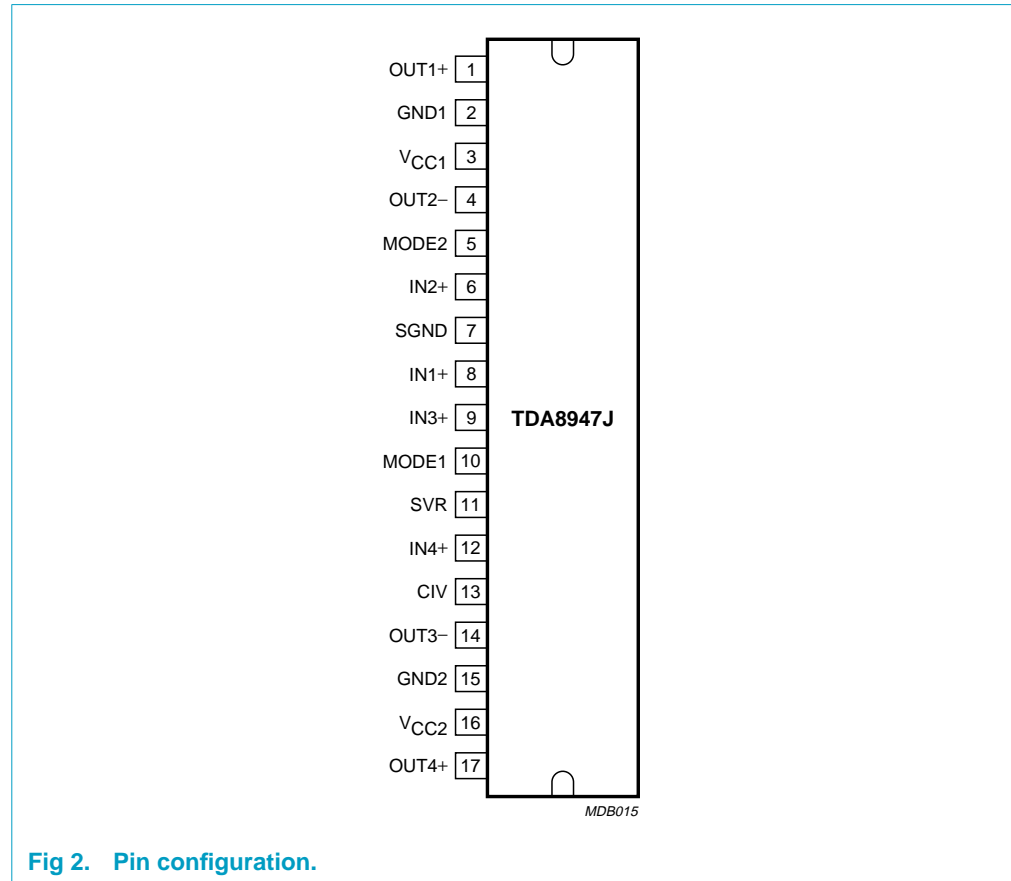 OUT1+ 1
GND1 2
VCC1 3
OUT2− 4
MODE2 5
IN2+ 6
SGND 7
IN1+ 8
IN3+ 9 TDA8947J
MODE1 10
SVR 11
IN4+ 12
CIV 13
OUT3− 14
GND2 15
VCC2 16
OUT4+ 17
MDB015
Fig 2. Pin configuration.